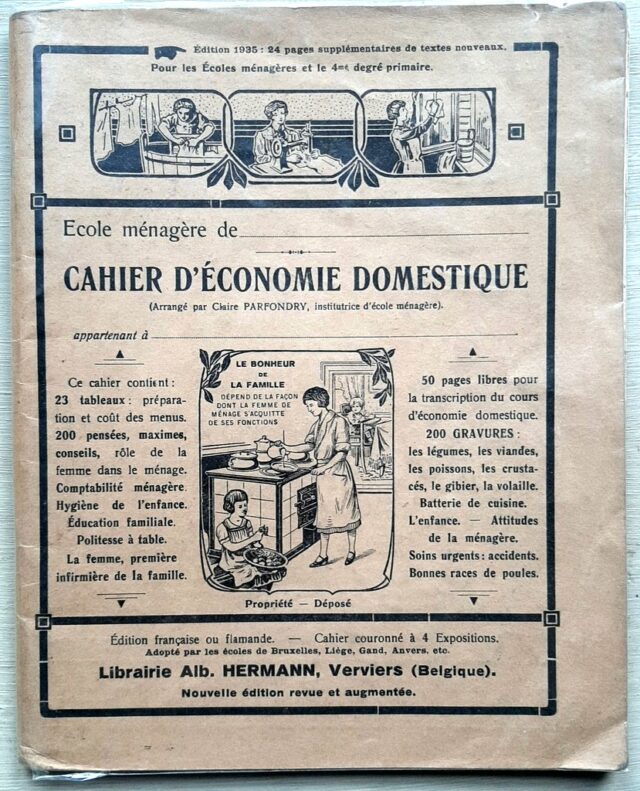 Édition 1935 : 24 pages supplémentaires de textes nouveaux.
Pour les Écoles ménagères et le 4me degré primaire.
Ecole ménagère de
CAHIER D'ÉCONOMIE DOMESTIQUE
(Arrangé par Claire PARFONDRY, institutrice d'école ménagère).
appartenant à
Ce cahier contient :
23 tableaux : prépara-
tion et coût des menus.
200 pensées, maximes,
conseils, rôle de la
femme dans le ménage.
Comptabilité ménagère.
Hygiène de l'enfance.
Éducation familiale.
Politesse à table.
La femme, première
infirmière de la famille.
LE BONHEUR
DE
LA FAMILLE
DÉPEND DE LA FAÇON
DONT LA FEMME DE
MÉNAGE S'ACQUITTE
DE SES FONCTIONS
Propriété — Déposé
50 pages libres pour
la transcription du cours
d'économie domestique.
200 GRAVURES :
les légumes, les viandes,
les poissons, les crusta-
cés, le gibier, la volaille.
Batterie de cuisine.
L'enfance. — Attitudes
de la ménagère.
Soins urgents : accidents.
Bonnes races de poules.
Édition française ou flamande. — Cahier couronné à 4 Expositions.
Adopté par les écoles de Bruxelles, Liège, Gand, Anvers, etc.
Librairie Alb. HERMANN, Verviers (Belgique).
Nouvelle édition revue et augmentée.